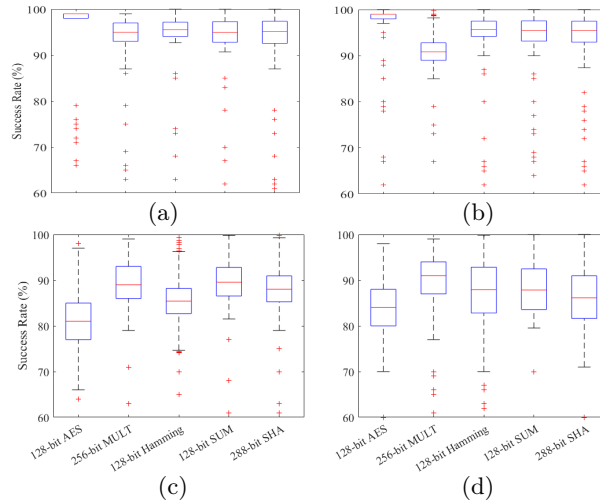 100
90
80
70
60
Success Rate (%)
(a)
100
90
80
70
60
(b)
100
90
80
70
60
Success Rate (%)
128-bit AES
256-bit MULT
128-bit Hamming
128-bit SUM
288-bit SHA
(c)
100
90
80
70
60
128-bit AES
256-bit MULT
128-bit Hamming
128-bit SUM
288-bit SHA
(d)